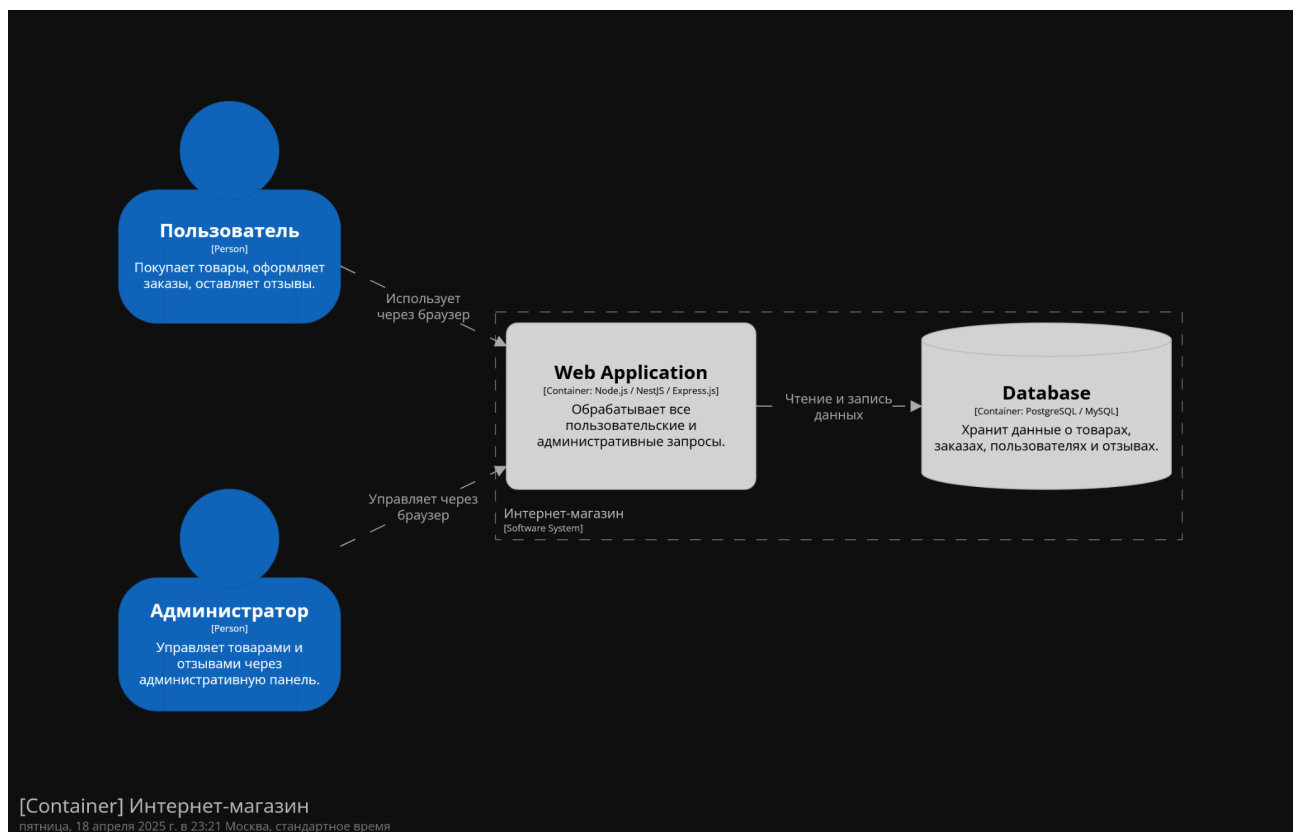 Пользователь
[Person]
Покупает товары, оформляет
заказы, оставляет отзывы.
Использует
через браузер
Web Application
[Container: Node.js / NestJS / Express.js]
Обрабатывает все
пользовательские и
административные запросы.
Чтение и запись
данных
Database
[Container: PostgreSQL / MySQL]
Хранит данные о товарах,
заказах, пользователях и отзывах.
Управляет через
браузер
Интернет-магазин
[Software System]
Администратор
[Person]
Управляет товарами и
отзывами через
административную панель.
[Container] Интернет-магазин
пятница, 18 апреля 2025 г. в 23:21 Москва, стандартное время